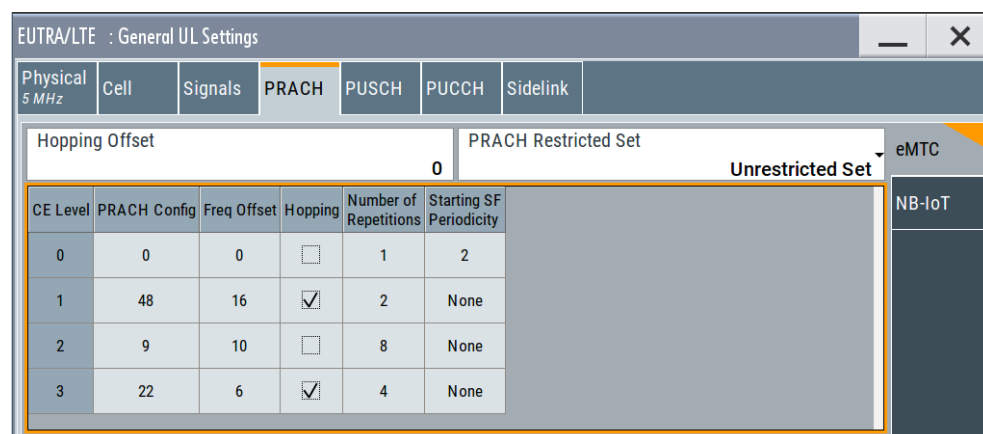 EUTRA/LTE : General UL Settings
Physical 5 MHz Cell Signals PRACH PUSCH PUCCH Sidelink
Hopping Offset
0
PRACH Restricted Set
Unrestricted Set
eMTC
NB-IoT
CE Level PRACH Config Freq Offset Hopping Number of Repetitions Starting SF Periodicity
0 0 0 1 2
1 48 16 2 None
2 9 10 8 None
3 22 6 4 None